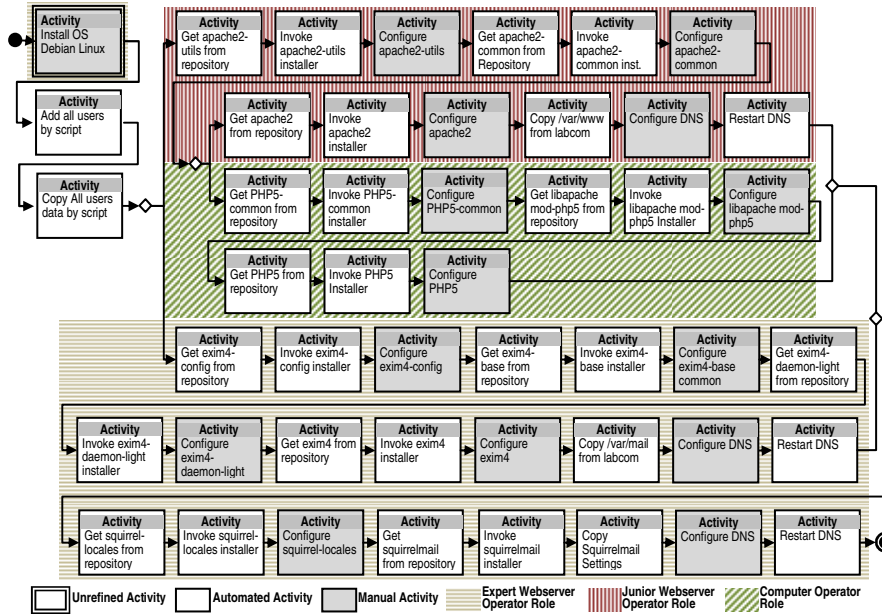 Activity
Install OS
Debian Linux
Activity
Add all users
by script
Activity
Copy All users
data by script
Activity
Get apache2-
utils from
repository
Activity
Invoke
apache2-utils
installer
Activity
Configure
apache2-utils
Activity
Get apache2-
common from
Repository
Activity
Invoke
apache2-
common inst.
Activity
Configure
apache2-
common
Activity
Get apache2
from repository
Activity
Invoke
apache2
installer
Activity
Configure
apache2
Activity
Copy /var/www
from labcom
Activity
Configure DNS
Activity
Restart DNS
Activity
Get PHP5-
common from
repository
Activity
Invoke PHP5-
common
installer
Activity
Configure
PHP5-common
Activity
Get libapache
mod-php5 from
repository
Activity
Invoke
libapache mod-
php5 Installer
Activity
Configure
libapache mod-
php5
Activity
Get PHP5 from
repository
Activity
Invoke PHP5
Installer
Activity
Configure
PHP5
Activity
Get exim4-
config from
repository
Activity
Invoke exim4-
config installer
Activity
Configure
exim4-config
Activity
Get exim4-
base from
repository
Activity
Invoke exim4-
base installer
Activity
Configure
exim4-base
common
Activity
Get exim4-
daemon-light
from repository
Activity
Invoke exim4-
daemon-light
installer
Activity
Configure
exim4-
daemon-light
Activity
Get exim4 from
repository
Activity
Invoke exim4
installer
Activity
Configure
exim4
Activity
Copy /var/mail
from labcom
Activity
Configure DNS
Activity
Restart DNS
Activity
Get squirrel-
locales from
repository
Activity
Invoke squirrel-
locales installer
Activity
Configure
squirrel-locales
Activity
Get
squirrelmail
from repository
Activity
Invoke
squirrelmail
installer
Activity
Copy
Squirrelmail
Settings
Activity
Configure DNS
Activity
Restart DNS
Unrefined Activity
Automated Activity
Manual Activity
Expert Webserver
Operator Role
Junior Webserver
Operator Role
Computer Operator
Role